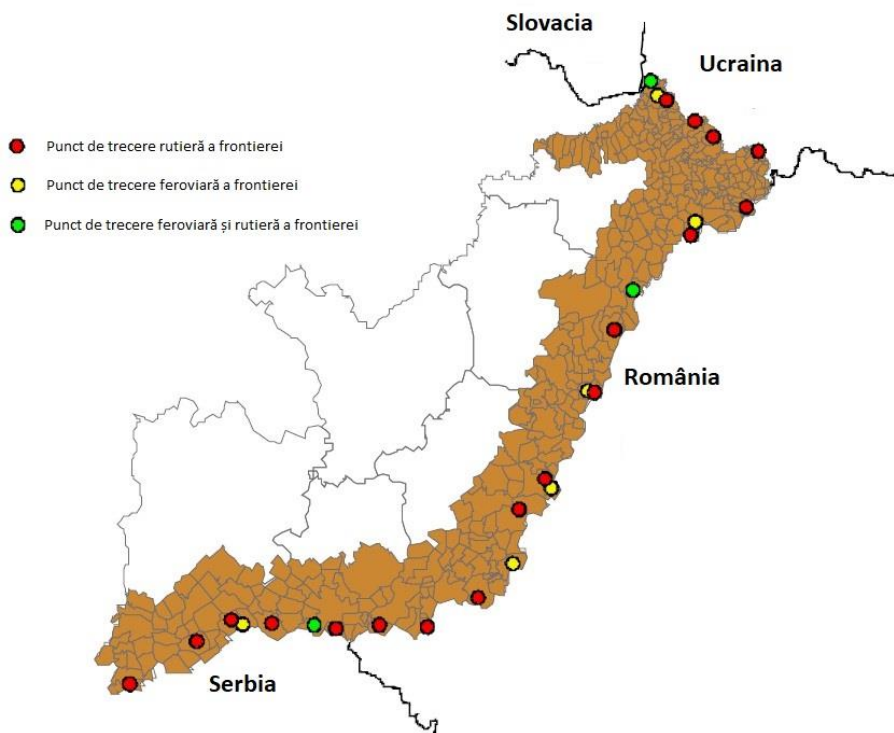 Slovacia
Ucraina
Punct de trecere rutieră a frontierei
Punct de trecere feroviară a frontierei
Punct de trecere feroviară și rutieră a frontierei
România
Serbia